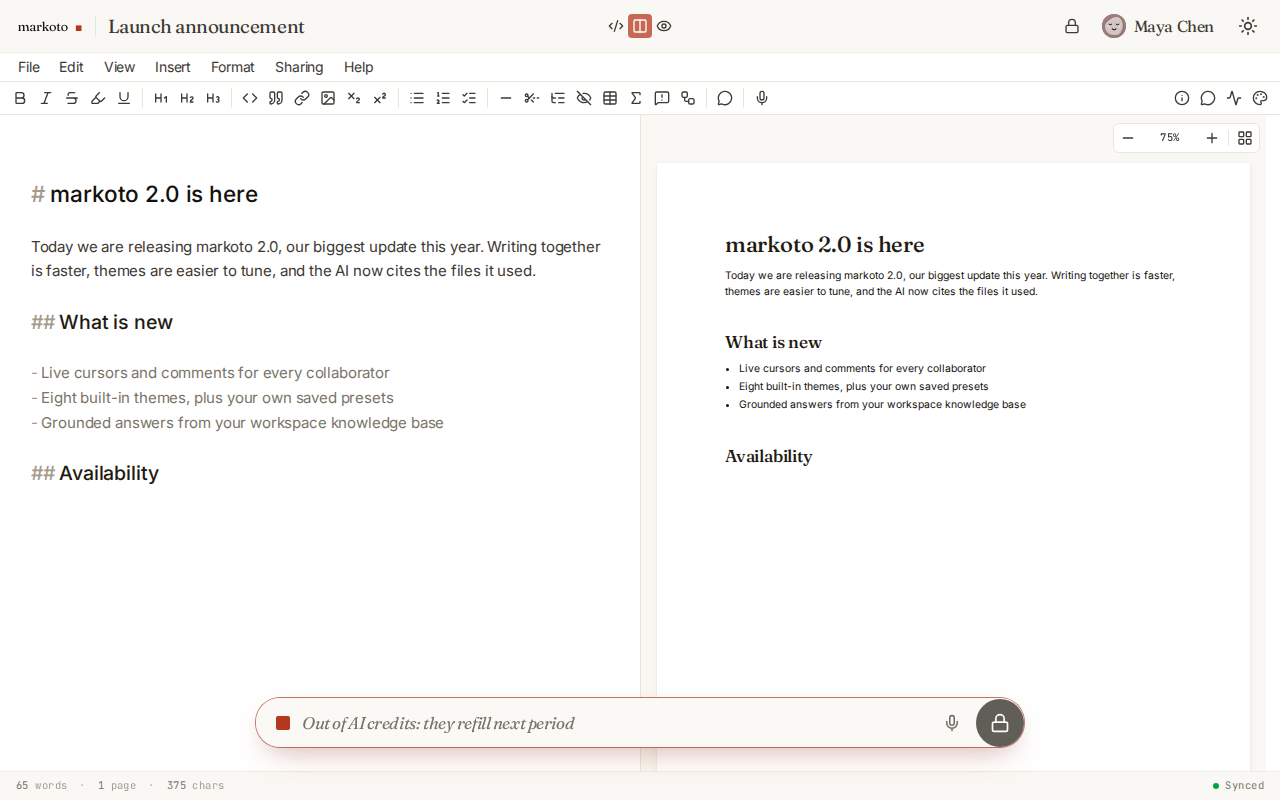 markoto
Launch announcement
Maya Chen
File Edit View Insert Format Sharing Help
H1 H2 H3
75%
# markoto 2.0 is here
Today we are releasing markoto 2.0, our biggest update this year. Writing together
is faster, themes are easier to tune, and the AI now cites the files it used.
## What is new
- Live cursors and comments for every collaborator
- Eight built-in themes, plus your own saved presets
- Grounded answers from your workspace knowledge base
## Availability
markoto 2.0 is here
Today we are releasing markoto 2.0, our biggest update this year. Writing together is faster,
themes are easier to tune, and the AI now cites the files it used.
What is new
• Live cursors and comments for every collaborator
• Eight built-in themes, plus your own saved presets
• Grounded answers from your workspace knowledge base
Availability
Out of AI credits: they refill next period
65 words · 1 page · 375 chars
Synced